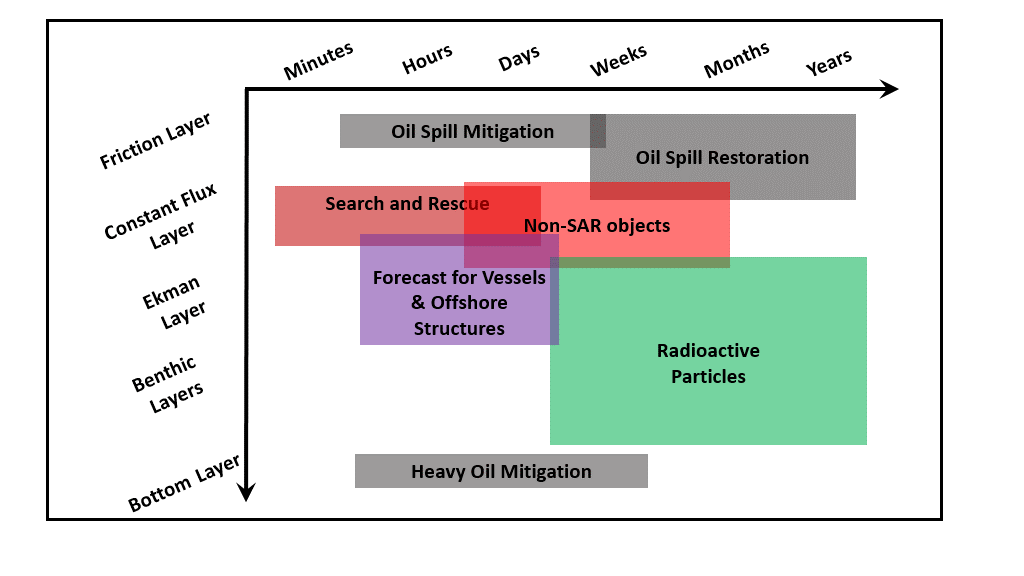 Minutes
Hours
Days
Weeks
Months
Years
Friction Layer
Constant Flux
Layer
Ekman
Layer
Benthic
Layers
Bottom Layer
Oil Spill Mitigation
Oil Spill Restoration
Search and Rescue
Non-SAR objects
Forecast for Vessels
& Offshore
Structures
Radioactive
Particles
Heavy Oil Mitigation